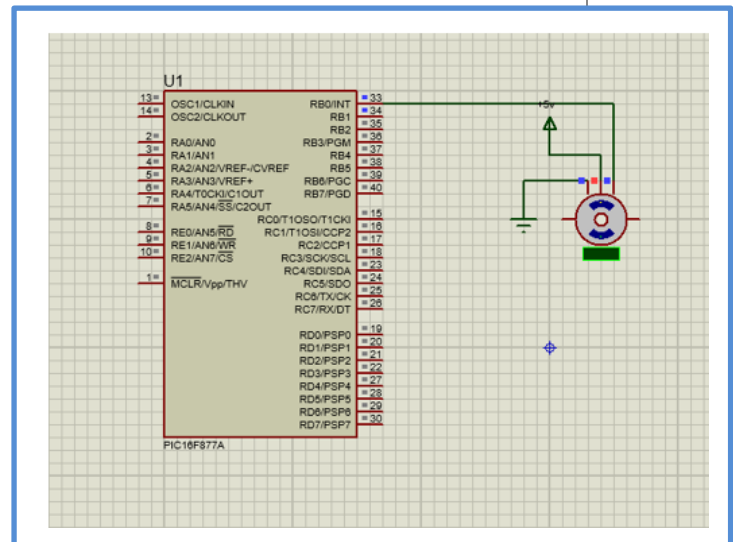 U1
13 OSC1/CLKIN RB0/INT 33
14 OSC2/CLKOUT RB1 34
RB2 35
2 RA0/AN0 RB3/PGM 36
3 RA1/AN1 RB4 37
4 RA2/AN2/VREF-/CVREF RB5 38
5 RA3/AN3/VREF+ RB6/PGC 39
6 RA4/T0CKI/C1OUT RB7/PGD 40
7 RA5/AN4/SS/C2OUT
RC0/T1OSO/T1CKI 15
8 RE0/AN5/RD RC1/T1OSI/CCP2 16
9 RE1/AN6/WR RC2/CCP1 17
10 RE2/AN7/CS RC3/SCK/SCL 18
RC4/SDI/SDA 23
1 MCLR/Vpp/THV RC5/SDO 24
RC6/TX/CK 25
RC7/RX/DT 26
RD0/PSP0 19
RD1/PSP1 20
RD2/PSP2 21
RD3/PSP3 22
RD4/PSP4 27
RD5/PSP5 28
RD6/PSP6 29
RD7/PSP7 30
PIC16F877A
+5v